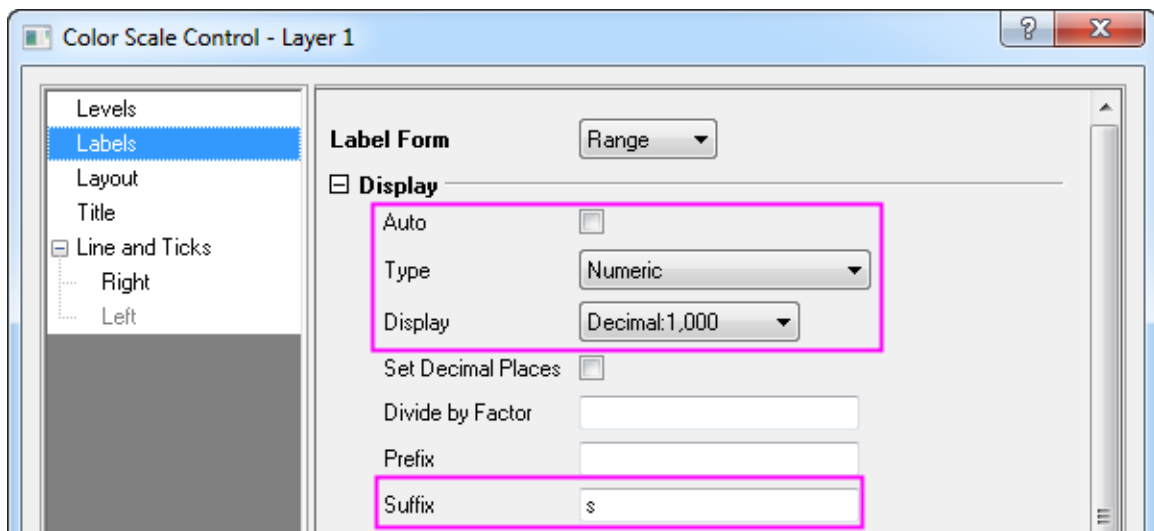 Color Scale Control - Layer 1
Levels
Labels
Layout
Title
Line and Ticks
Right
Left
Label Form Range
Display
Auto
Type Numeric
Display Decimal:1,000
Set Decimal Places
Divide by Factor
Prefix
Suffix s